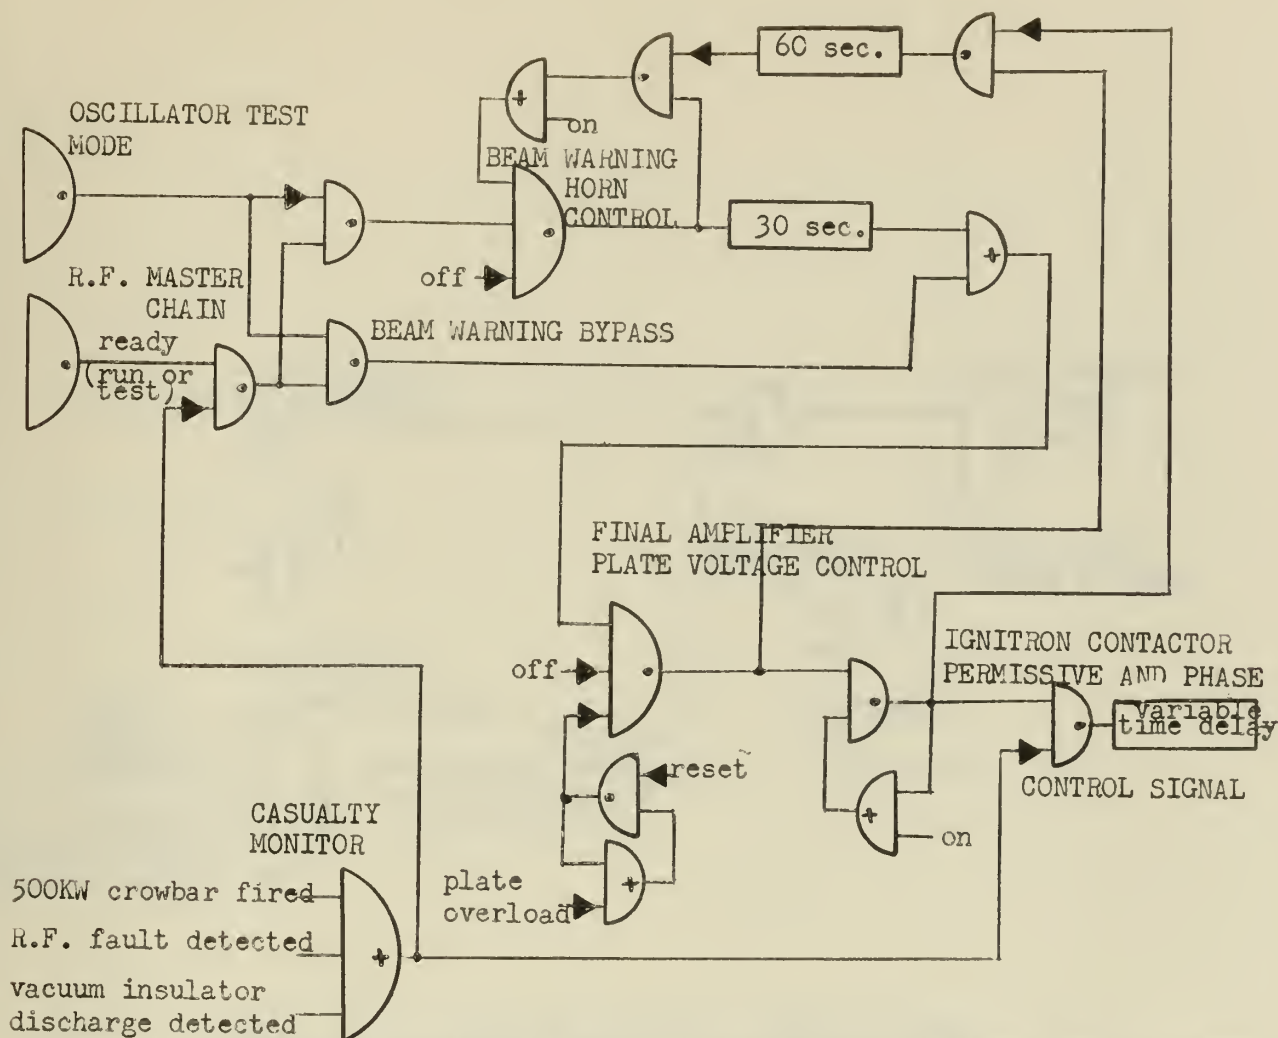 60 sec.
OSCILLATOR TEST
MODE
+
on
BEAM WARNING
HORN
CONTROL
30 sec.
+
off
R.F. MASTER
CHAIN
ready
(run or
test)
BEAM WARNING BYPASS
FINAL AMPLIFIER
PLATE VOLTAGE CONTROL
IGNITRON CONTACTOR
PERMISSIVE AND PHASE
off
variable
time delay
reset
CONTROL SIGNAL
CASUALTY
MONITOR
+
on
plate
overload
+
500KW crowbar fired
R.F. fault detected
+
vacuum insulator
discharge detected